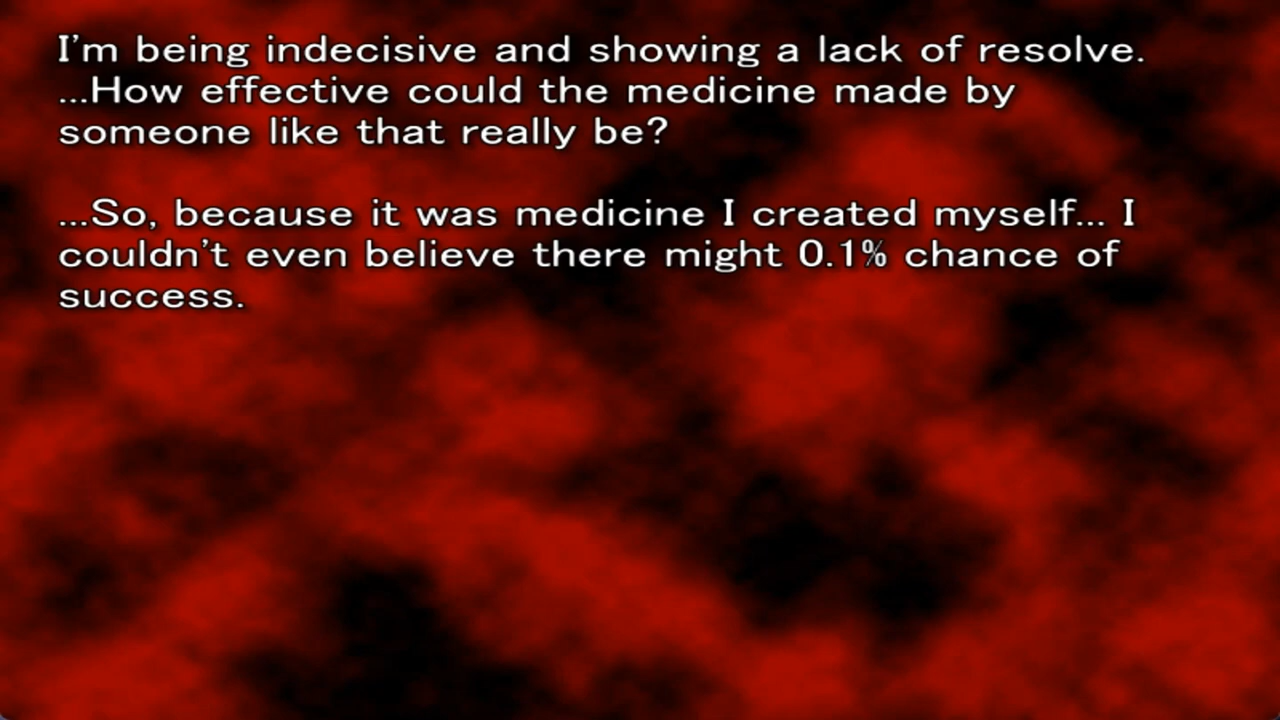 I'm being indecisive and showing a lack of resolve.
...How effective could the medicine made by
someone like that really be?
...So, because it was medicine I created myself... I
couldn't even believe there might 0.1% chance of
success.